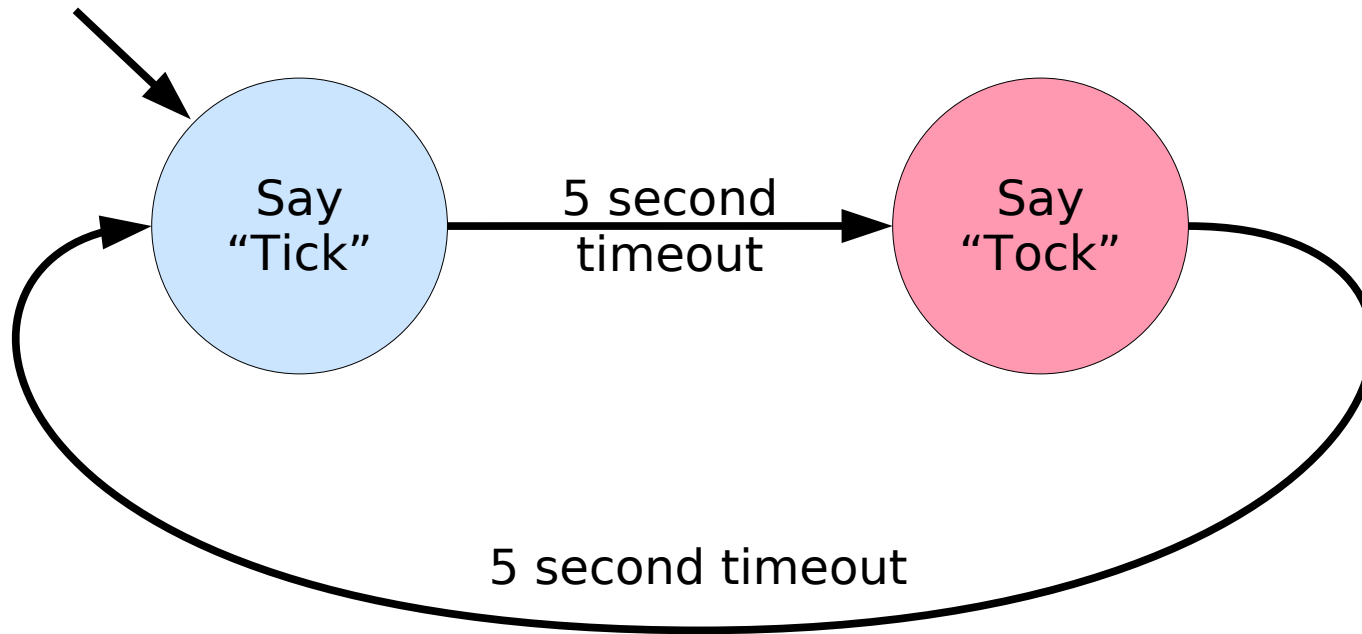 Say
“Tick”
5 second
timeout
Say
“Tock”
5 second timeout